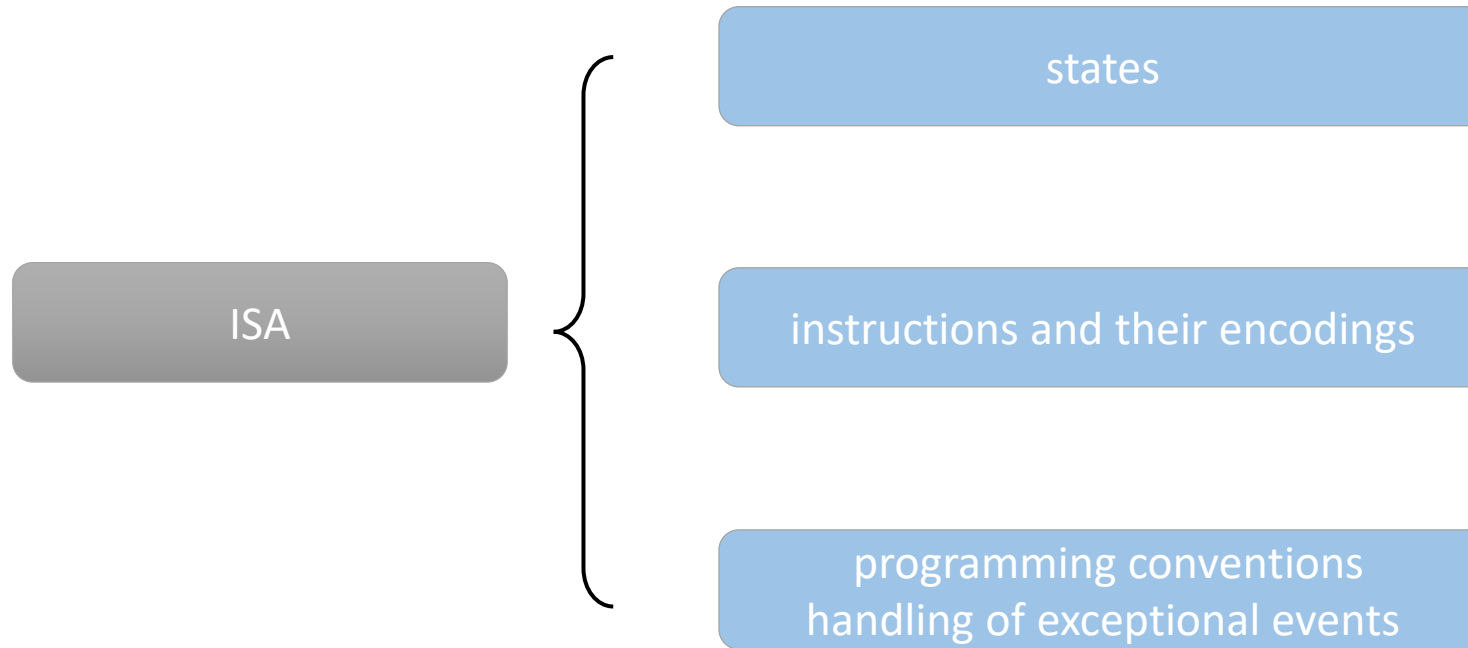 states
ISA
instructions and their encodings
programming conventions
handling of exceptional events